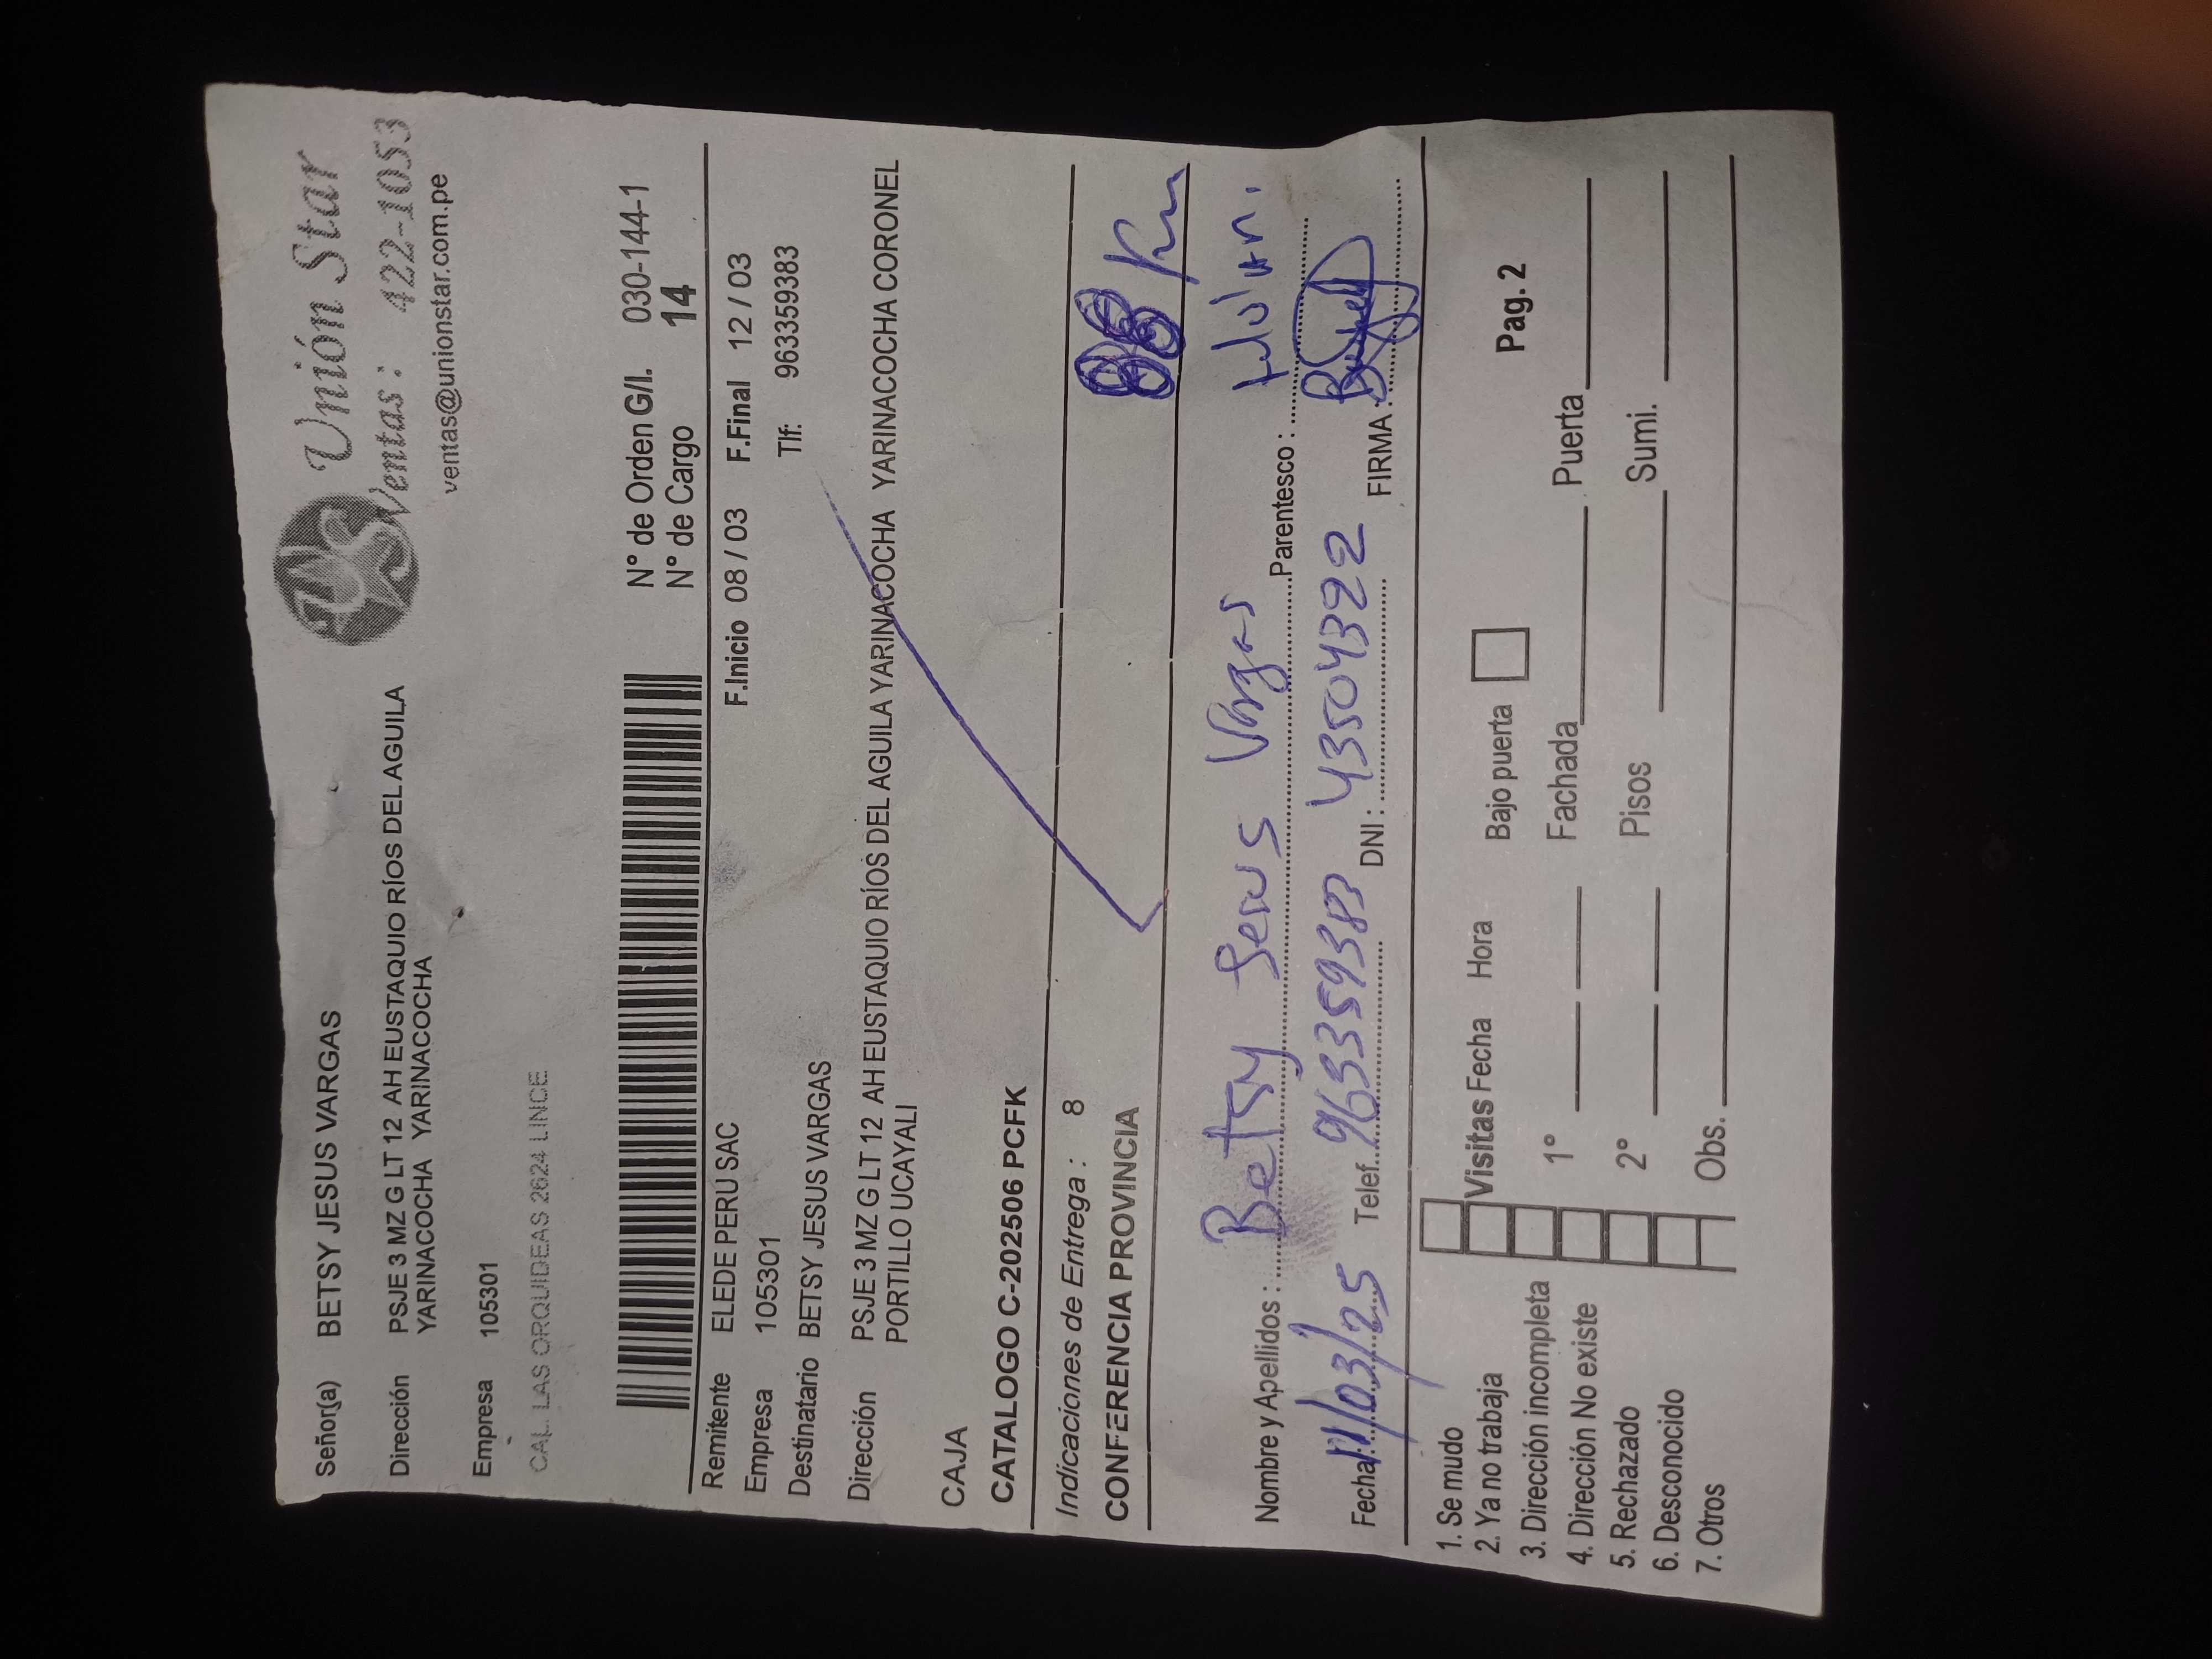 Señor(a) BETSY JESUS VARGAS
Unión Star
Ventas: 422-1053
ventas@unionstar.com.pe
Dirección PSJE 3 MZ G LT 12 AH EUSTAQUIO RÍOS DEL AGUILA
YARINACOCHA YARINACOCHA
Empresa 105301
CAL. LAS ORQUIDEAS 2624 LINCE
N° de Orden G/I. 030-144-1
N° de Cargo 14
Remitente ELEDE PERU SAC F.Inicio 08 / 03 F.Final 12 / 03
Empresa 105301 Tlf: 963359383
Destinatario BETSY JESUS VARGAS
Dirección PSJE 3 MZ G LT 12 AH EUSTAQUIO RÍOS DEL AGUILA YARINACOCHA YARINACOCHA CORONEL
PORTILLO UCAYALI
CAJA
CATALOGO C-202506 PCFK
Indicaciones de Entrega : 8
CONFERENCIA PROVINCIA
Nombre y Apellidos : Betsy Jesus Vargas Parentesco : titular.
Fecha: 11/03/25 Telef. 963359383 DNI : 43504322 FIRMA :
1. Se mudo
2. Ya no trabaja Visitas Fecha Hora Bajo puerta Pag. 2
3. Dirección incompleta
4. Dirección No existe 1° Fachada Puerta
5. Rechazado
6. Desconocido 2° Pisos Sumi.
7. Otros Obs.